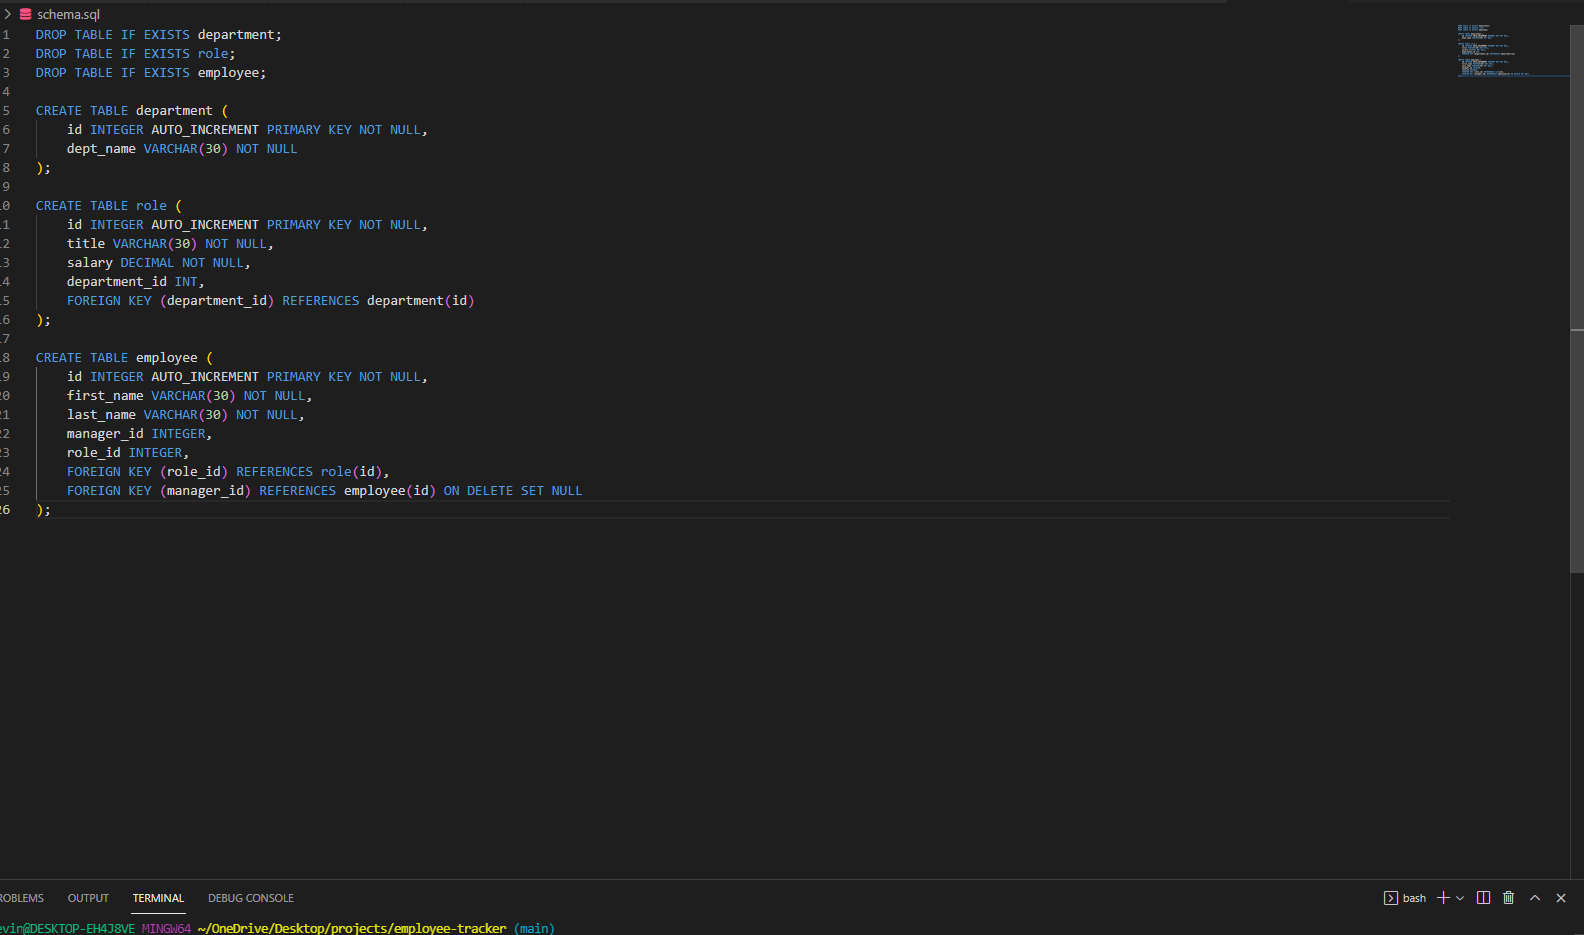 schema.sql
1 DROP TABLE IF EXISTS department;
2 DROP TABLE IF EXISTS role;
3 DROP TABLE IF EXISTS employee;
4
5 CREATE TABLE department (
6 id INTEGER AUTO_INCREMENT PRIMARY KEY NOT NULL,
7 dept_name VARCHAR(30) NOT NULL
8 );
9
0 CREATE TABLE role (
1 id INTEGER AUTO_INCREMENT PRIMARY KEY NOT NULL,
2 title VARCHAR(30) NOT NULL,
3 salary DECIMAL NOT NULL,
4 department_id INT,
5 FOREIGN KEY (department_id) REFERENCES department(id)
6 );
7
8 CREATE TABLE employee (
9 id INTEGER AUTO_INCREMENT PRIMARY KEY NOT NULL,
0 first_name VARCHAR(30) NOT NULL,
1 last_name VARCHAR(30) NOT NULL,
2 manager_id INTEGER,
3 role_id INTEGER,
4 FOREIGN KEY (role_id) REFERENCES role(id),
5 FOREIGN KEY (manager_id) REFERENCES employee(id) ON DELETE SET NULL
6 );
ROBLEMS OUTPUT TERMINAL DEBUG CONSOLE bash
evin@DESKTOP-EH4J8VE MINGW64 ~/OneDrive/Desktop/projects/employee-tracker (main)